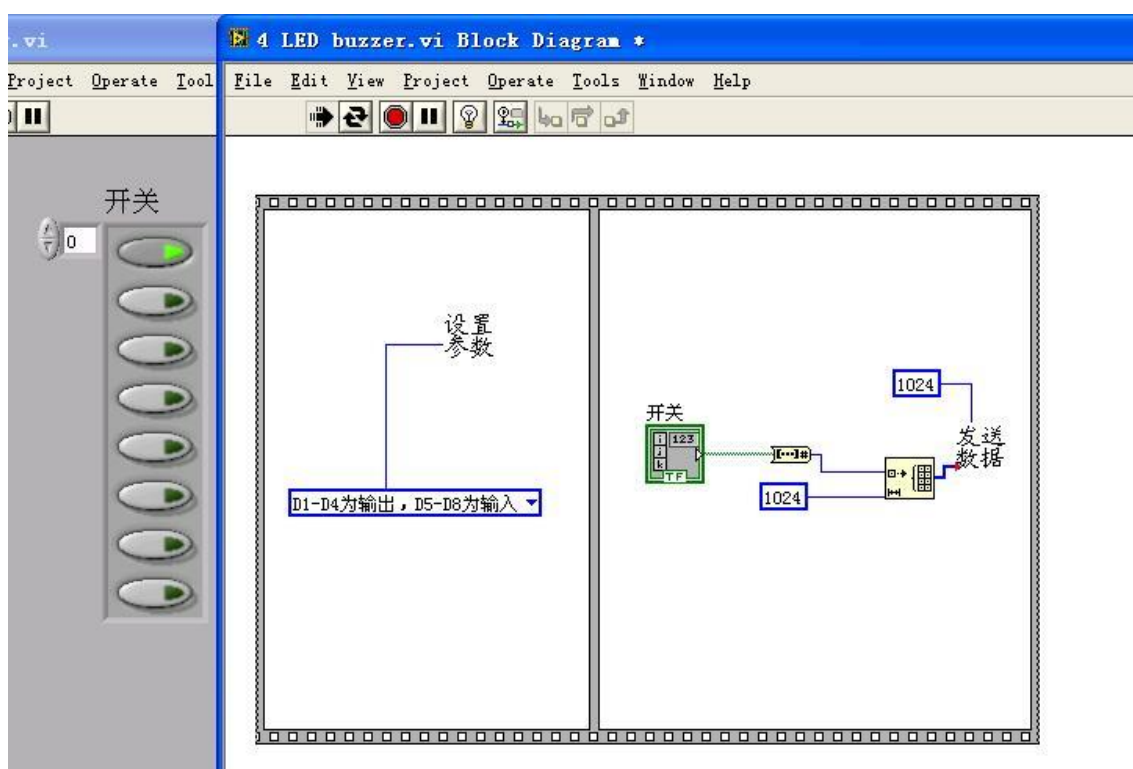 .vi
4 LED buzzer.vi Block Diagram *
Project Operate Tool
File Edit View Project Operate Tools Window Help
开关
0
设置
参数
D1-D4为输出，D5-D8为输入
开关
i 123
j
k
TF
[...]#
1024
1024
发送
数据